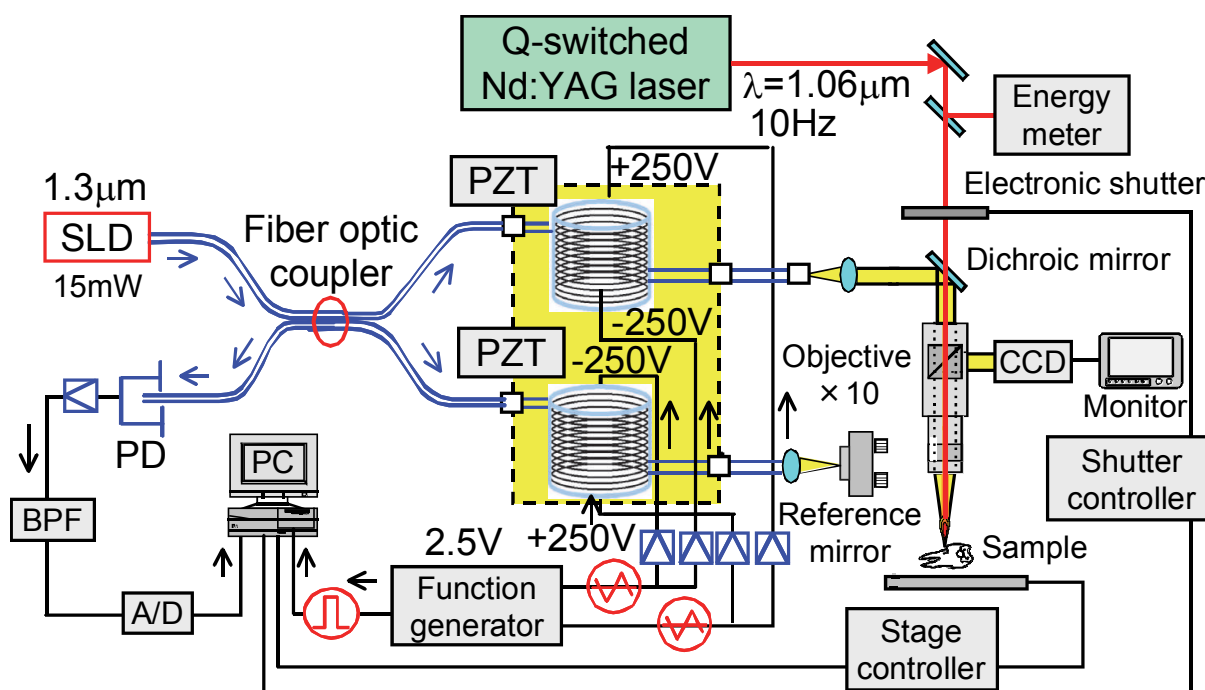 Q-switched
Nd:YAG laser
λ=1.06μm
10Hz
Energy
meter
+250V
PZT
Electronic shutter
1.3μm
SLD
15mW
Fiber optic
coupler
Dichroic mirror
-250V
PZT
-250V
Objective
× 10
CCD
Monitor
PD
PC
Shutter
controller
BPF
Reference
mirror
2.5V
+250V
Sample
A/D
Function
generator
Stage
controller